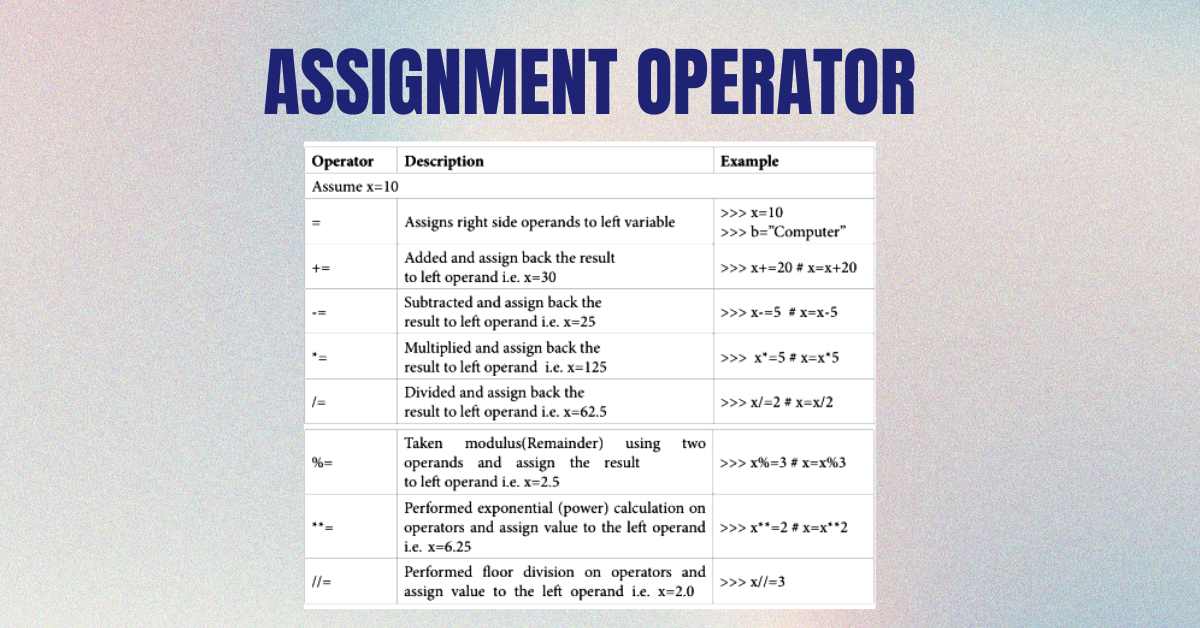 ASSIGNMENT OPERATOR
Operator Description Example
Assume x=10
= Assigns right side operands to left variable >>> x=10
>>> b=”Computer”
+= Added and assign back the result
to left operand i.e. x=30 >>> x+=20 # x=x+20
-= Subtracted and assign back the
result to left operand i.e. x=25 >>> x-=5 # x=x-5
*= Multiplied and assign back the
result to left operand i.e. x=125 >>> x*=5 # x=x*5
/= Divided and assign back the
result to left operand i.e. x=62.5 >>> x/=2 # x=x/2
%= Taken modulus(Remainder) using two
operands and assign the result
to left operand i.e. x=2.5 >>> x%=3 # x=x%3
**= Performed exponential (power) calculation on
operators and assign value to the left operand
i.e. x=6.25 >>> x**=2 # x=x**2
//= Performed floor division on operators and
assign value to the left operand i.e. x=2.0 >>> x//=3